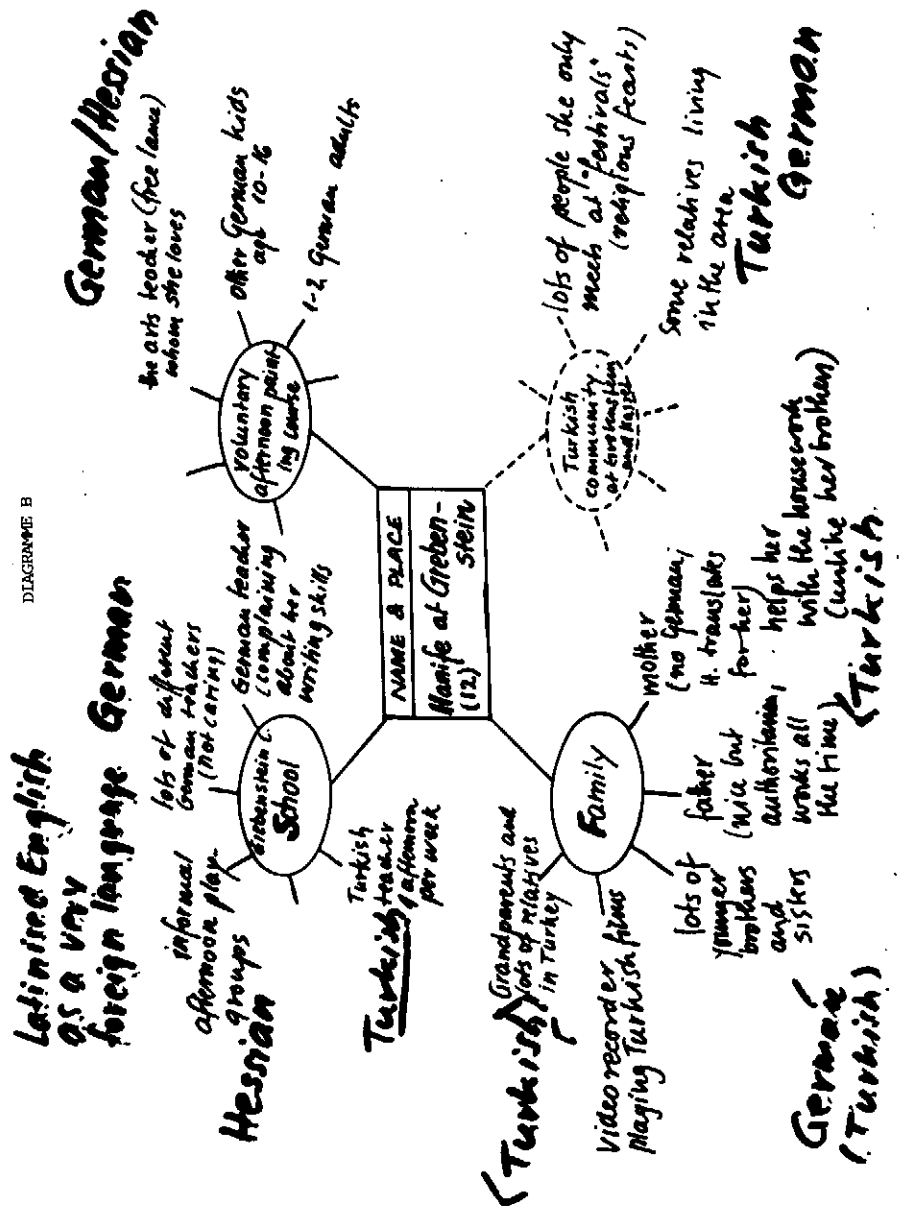 DIAGRAMME B
Latinized English
as a very
foreign language
German
German/Hessian
the arts teacher (free lance)
whom she loves
other German kids
age 10-16
1-2 German adults
voluntary
afternoon paint-
ing course
lots of different
German teachers
(not caring)
German teacher
(complaining
about her
writing skills
informal
afternoon play-
groups
Hessian
School
Turkish
teacher
1 afternoon
per week
Turkish
NAME & PLACE
Hanife at Greben-
stein
(12)
Turkish
community
at Grebenstein
and Kassel
lots of people she only
meets at "festivals"
(religious feasts)
Some relatives living
in the area
Turkish
German
Family
Grandparents and
lots of relatives
in Turkey
(Turkish)
video recorder films
playing Turkish
lots of
younger
brothers
and
sisters
German
(Turkish)
father
(nice but
authoritarian,
works all
the time)
mother
(no German,
H. translates
for her)
helps her
with the housework
(unlike her brothers)
(Turkish)